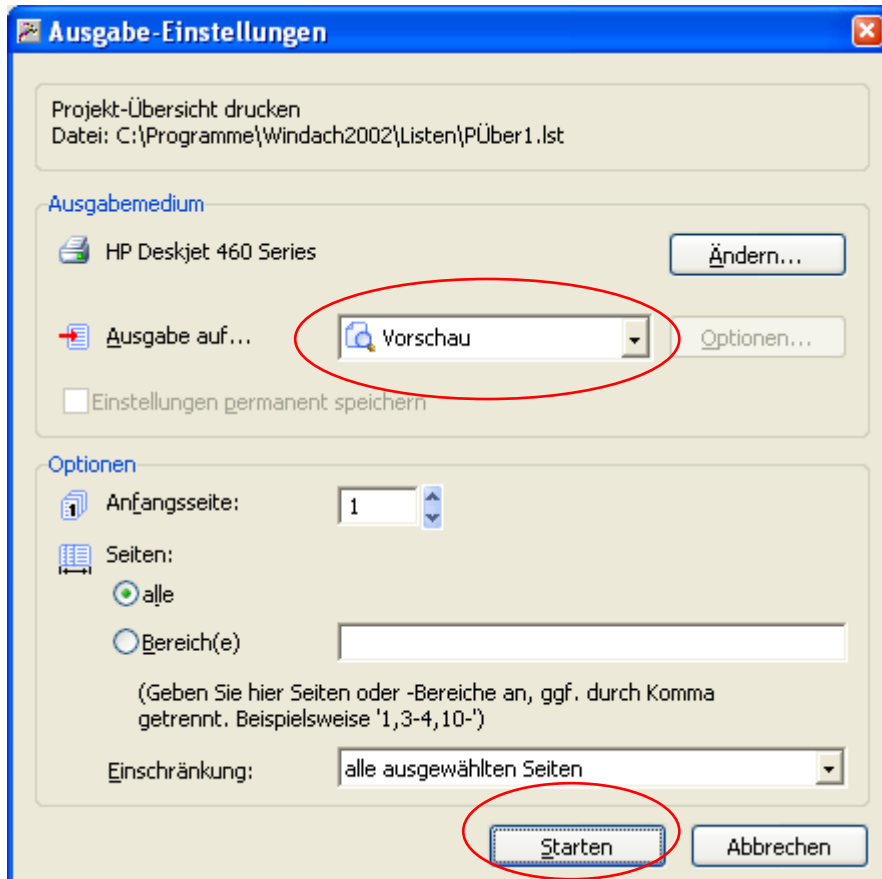 Ausgabe-Einstellungen
Projekt-Übersicht drucken
Datei: C:\Programme\Windach2002\Listen\PÜber1.lst
Ausgabemedium
HP Deskjet 460 Series
Ändern...
Ausgabe auf...
Vorschau
Optionen...
Einstellungen permanent speichern
Optionen
Anfangsseite:
1
Seiten:
alle
Bereich(e)
(Geben Sie hier Seiten oder -Bereiche an, ggf. durch Komma
getrennt. Beispielsweise '1,3-4,10-')
Einschränkung:
alle ausgewählten Seiten
Starten
Abbrechen